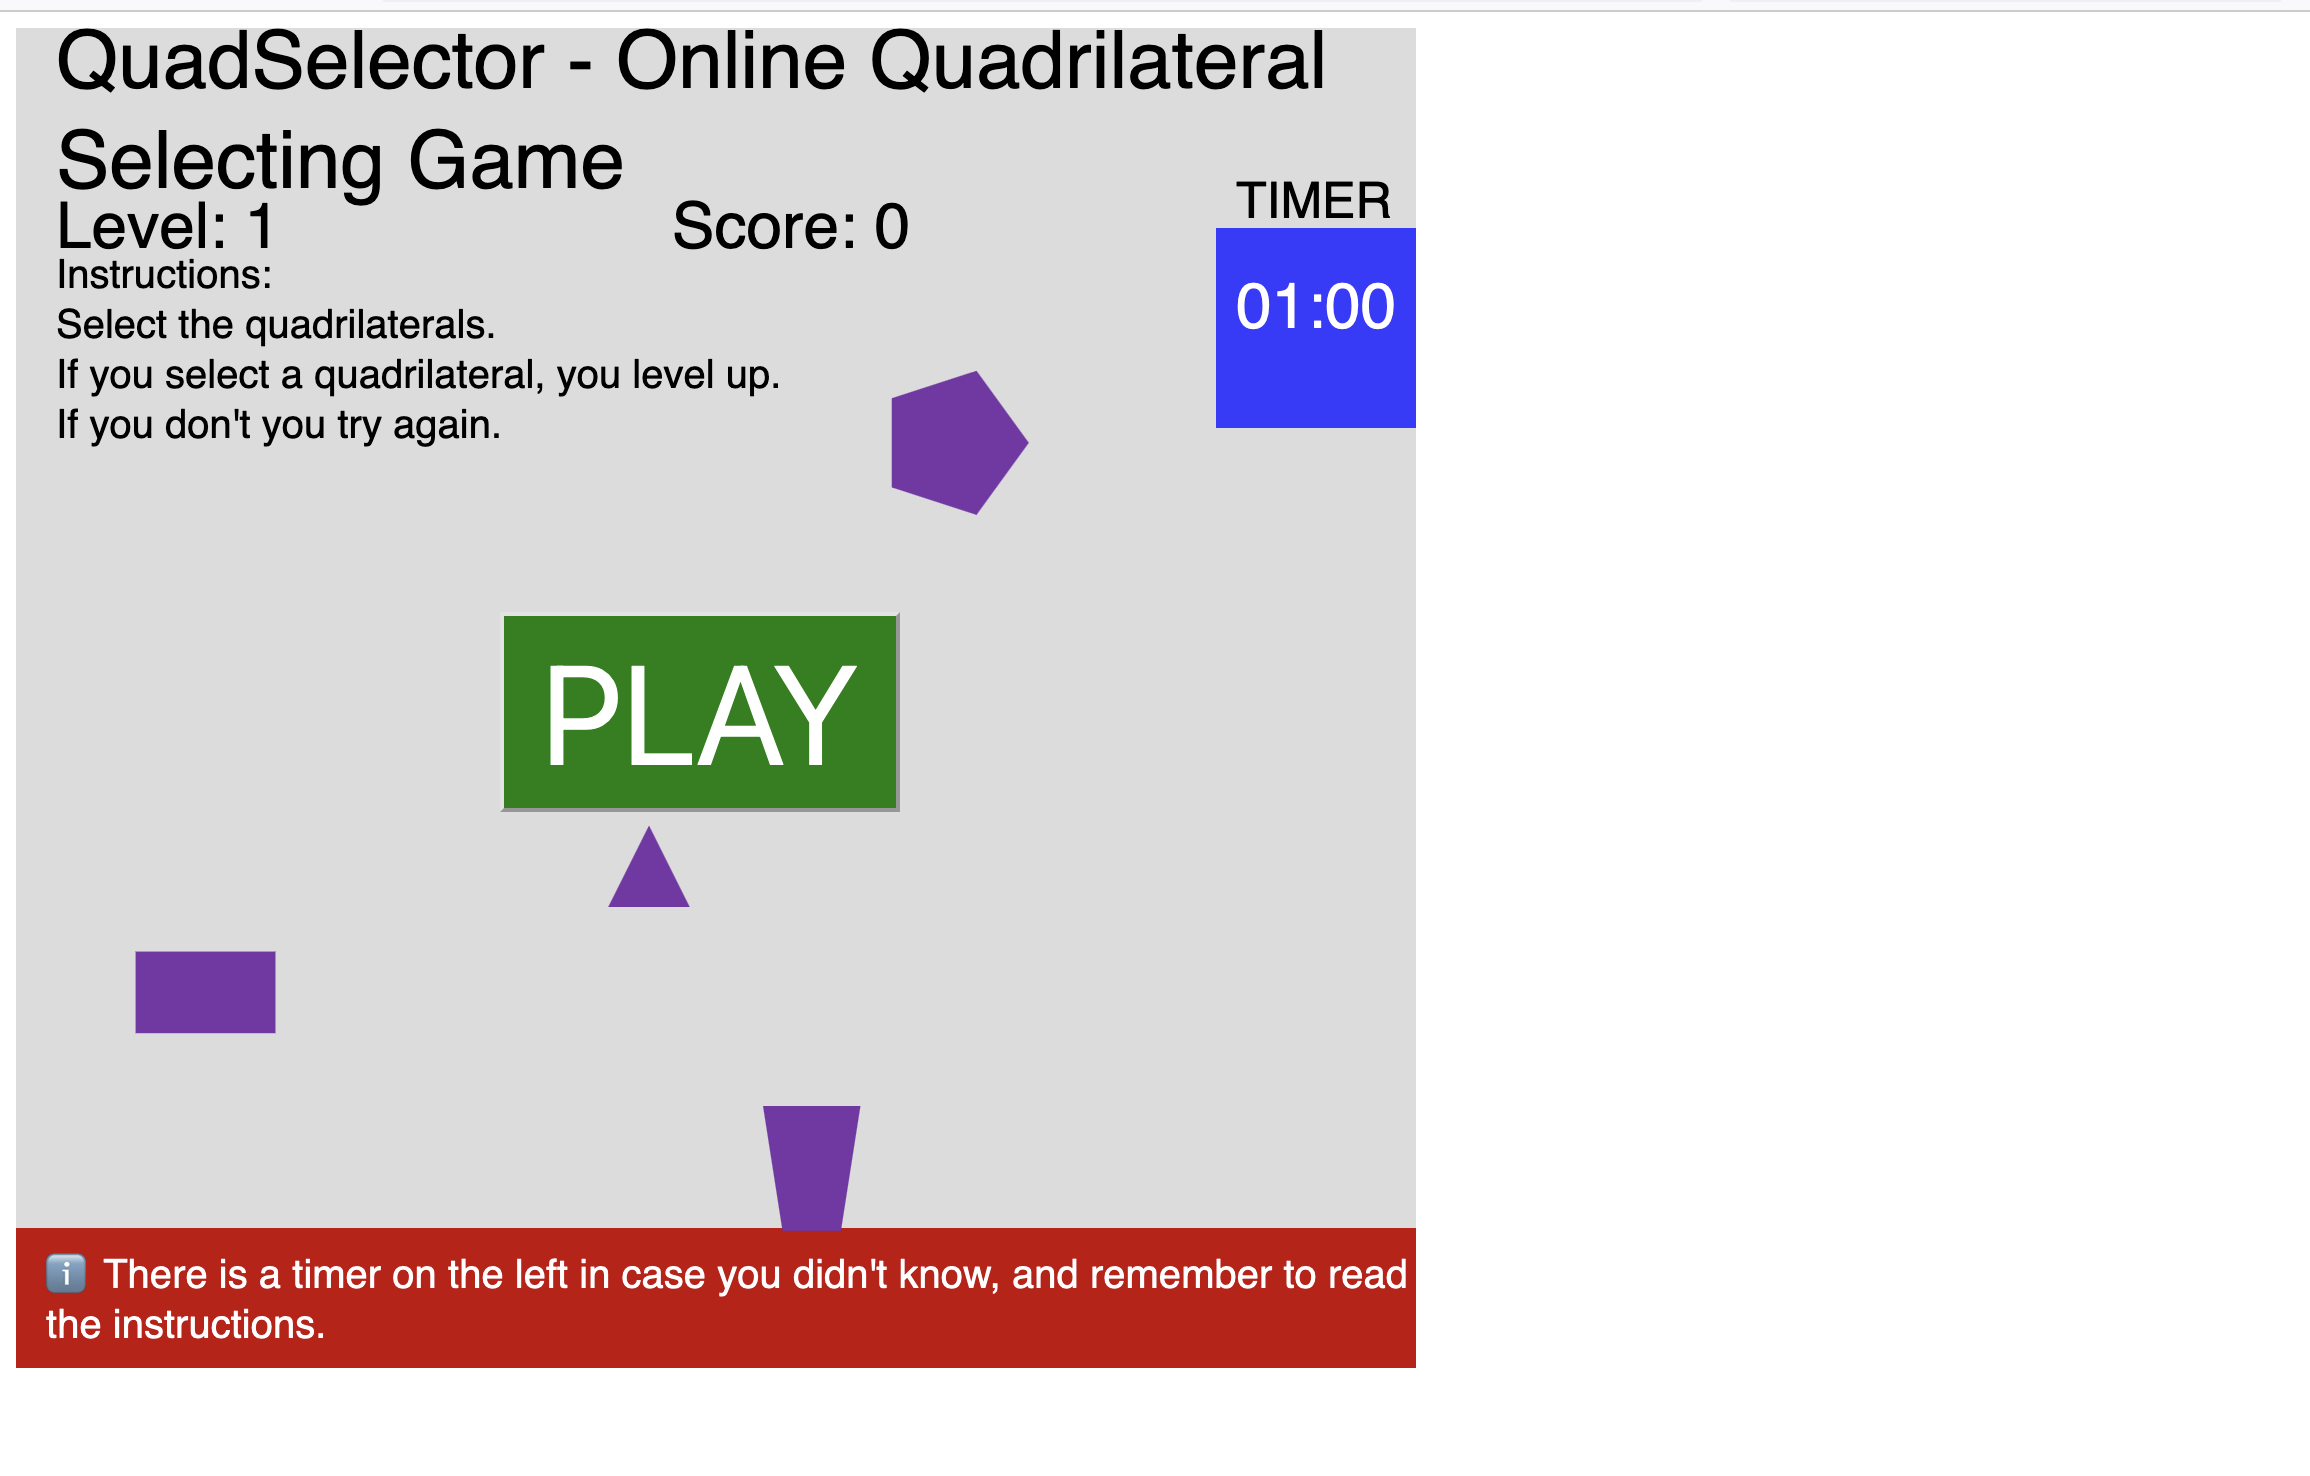 QuadSelector - Online Quadrilateral
Selecting Game
TIMER
Level: 1 Score: 0
Instructions:
01:00
Select the quadrilaterals.
If you select a quadrilateral, you level up.
If you don't you try again.
PLAY
ℹ️ There is a timer on the left in case you didn't know, and remember to read
the instructions.